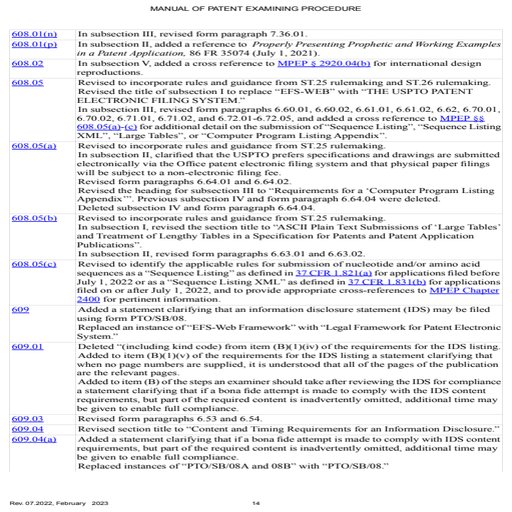 MANUAL OF PATENT EXAMINING PROCEDURE
608.01(n) In subsection III, revised form paragraph 7.36.01.
608.01(p) In subsection II, added a reference to Properly Presenting Prophetic and Working Examples
in a Patent Application, 86 FR 35074 (July 1, 2021).
608.02 In subsection V, added a cross reference to MPEP § 2920.04(b) for international design
reproductions.
608.05 Revised to incorporate rules and guidance from ST.25 rulemaking and ST.26 rulemaking.
Revised the title of subsection I to replace “EFS-WEB” with “THE USPTO PATENT
ELECTRONIC FILING SYSTEM.”
In subsection III, revised form paragraphs 6.60.01, 6.60.02, 6.61.01, 6.61.02, 6.62, 6.70.01,
6.70.02, 6.71.01, 6.71.02, and 6.72.01-6.72.05, and added a cross reference to MPEP §§
608.05(a)-(c) for additional detail on the submission of “Sequence Listing”, “Sequence Listing
XML”, “Large Tables”, or “Computer Program Listing Appendix”.
608.05(a) Revised to incorporate rules and guidance from ST.25 rulemaking.
In subsection II, clarified that the USPTO prefers specifications and drawings are submitted
electronically via the Office patent electronic filing system and that physical paper filings
will be subject to a non-electronic filing fee.
Revised form paragraphs 6.64.01 and 6.64.02.
Revised the heading for subsection III to “Requirements for a ‘Computer Program Listing
Appendix’”. Previous subsection IV and form paragraph 6.64.04 were deleted.
Deleted subsection IV and form paragraph 6.64.04.
608.05(b) Revised to incorporate rules and guidance from ST.25 rulemaking.
In subsection I, revised the section title to “ASCII Plain Text Submissions of ‘Large Tables’
and Treatment of Lengthy Tables in a Specification for Patents and Patent Application
Publications”.
In subsection II, revised form paragraphs 6.63.01 and 6.63.02.
608.05(c) Revised to identify the applicable rules for submission of nucleotide and/or amino acid
sequences as a “Sequence Listing” as defined in 37 CFR 1.821(a) for applications filed before
July 1, 2022 or as a “Sequence Listing XML” as defined in 37 CFR 1.831(b) for applications
filed on or after July 1, 2022, and to provide appropriate cross-references to MPEP Chapter
2400 for pertinent information.
609 Added a statement clarifying that an information disclosure statement (IDS) may be filed
using form PTO/SB/08.
Replaced an instance of “EFS-Web Framework” with “Legal Framework for Patent Electronic
System.”
609.01 Deleted “(including kind code) from item (B)(1)(iv) of the requirements for the IDS listing.
Added to item (B)(1)(v) of the requirements for the IDS listing a statement clarifying that
when no page numbers are supplied, it is understood that all of the pages of the publication
are the relevant pages.
Added to item (B) of the steps an examiner should take after reviewing the IDS for compliance
a statement clarifying that if a bona fide attempt is made to comply with the IDS content
requirements, but part of the required content is inadvertently omitted, additional time may
be given to enable full compliance.
609.03 Revised form paragraphs 6.53 and 6.54.
609.04 Revised section title to “Content and Timing Requirements for an Information Disclosure.”
609.04(a) Added a statement clarifying that if a bona fide attempt is made to comply with IDS content
requirements, but part of the required content is inadvertently omitted, additional time may
be given to enable full compliance.
Replaced instances of “PTO/SB/08A and 08B” with “PTO/SB/08.”
Rev. 07.2022, February 2023 14